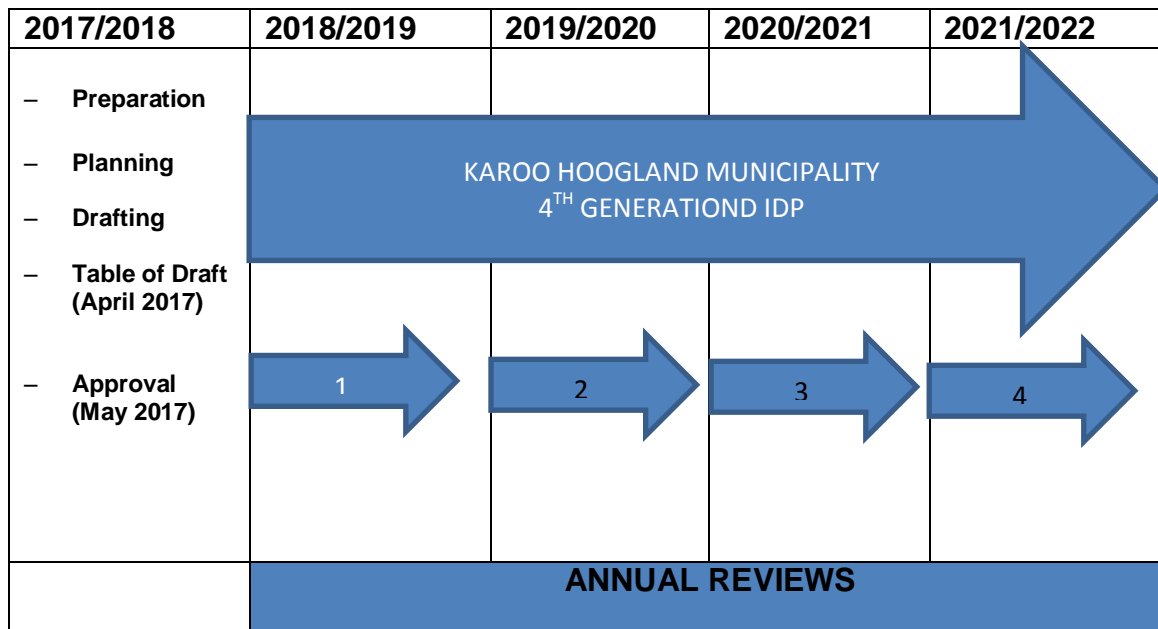 2017/2018 2018/2019 2019/2020 2020/2021 2021/2022
– Preparation
– Planning
– Drafting
– Table of Draft
(April 2017)
– Approval
(May 2017)
KAROO HOOGLAND MUNICIPALITY
4TH GENERATIOND IDP
1 2 3 4
ANNUAL REVIEWS